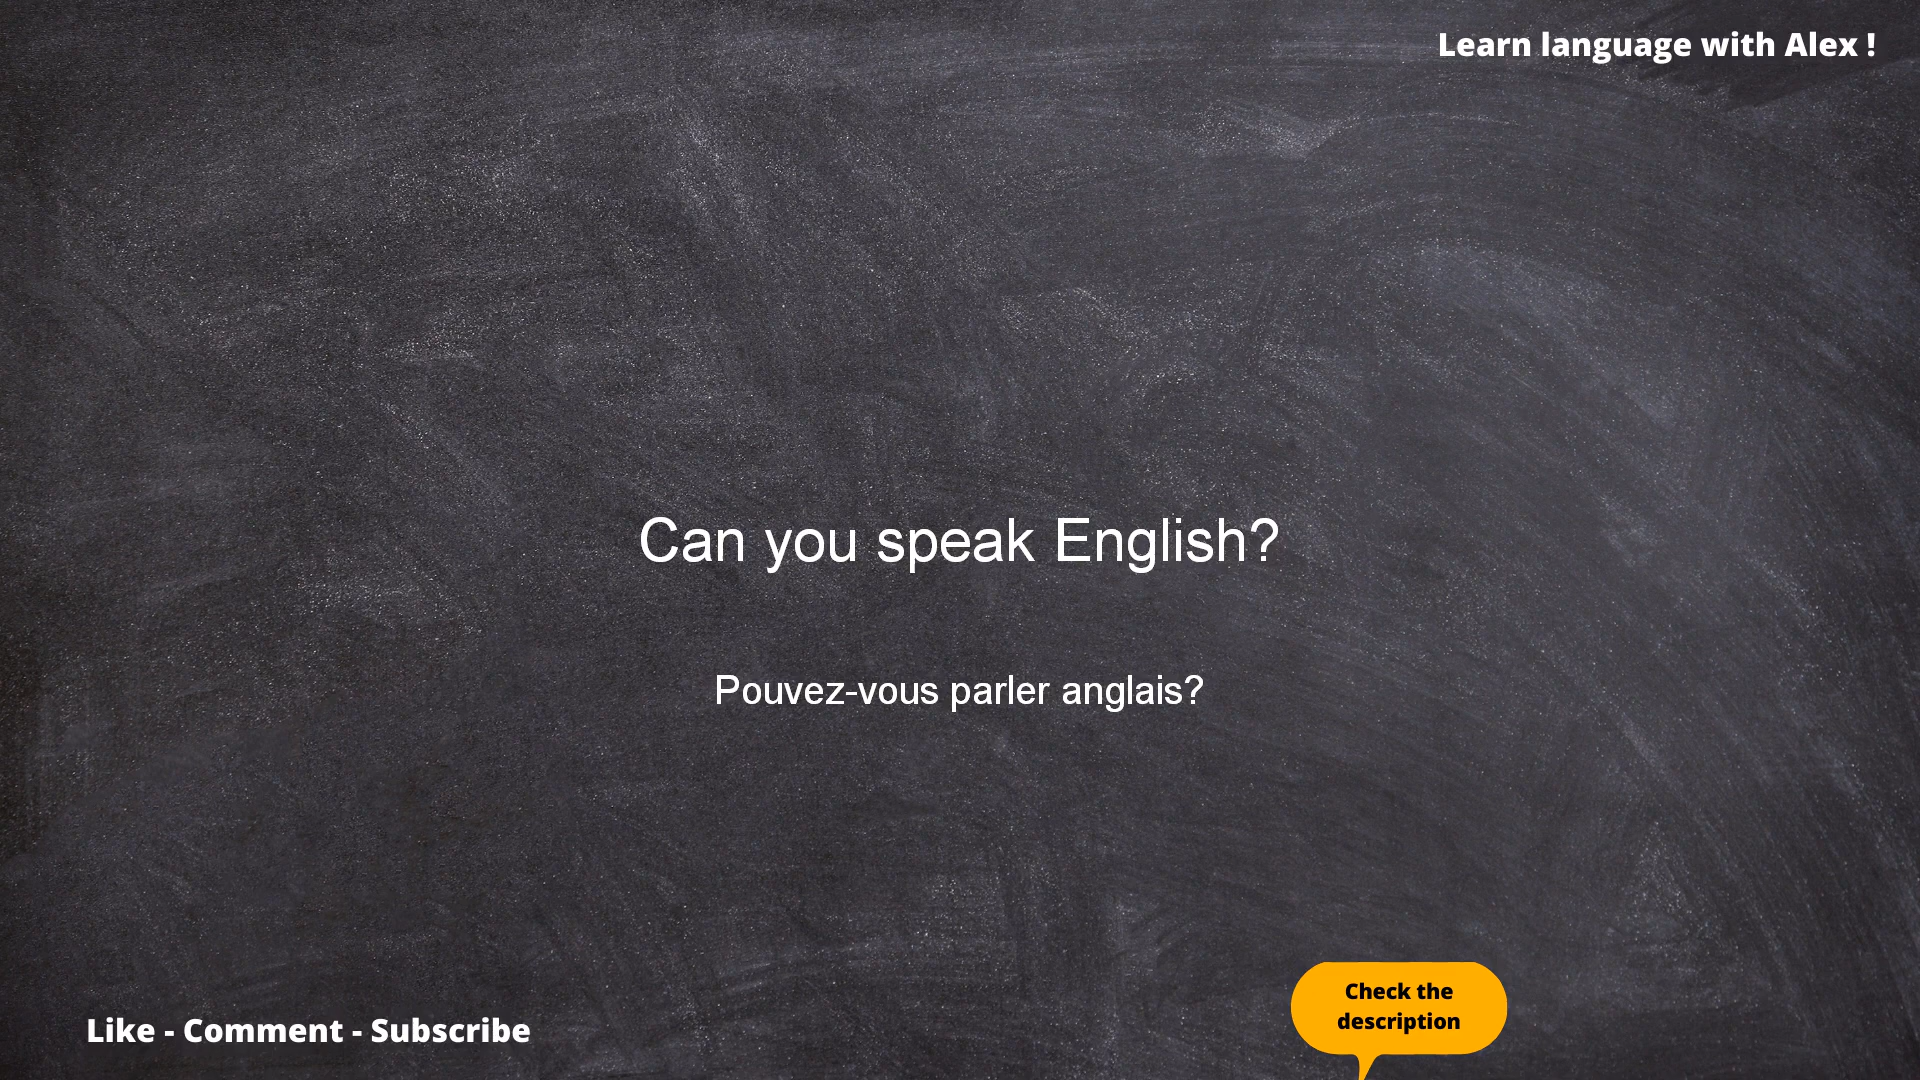 Learn language with Alex !
Can you speak English?
Pouvez-vous parler anglais?
Like - Comment - Subscribe
Check the
description